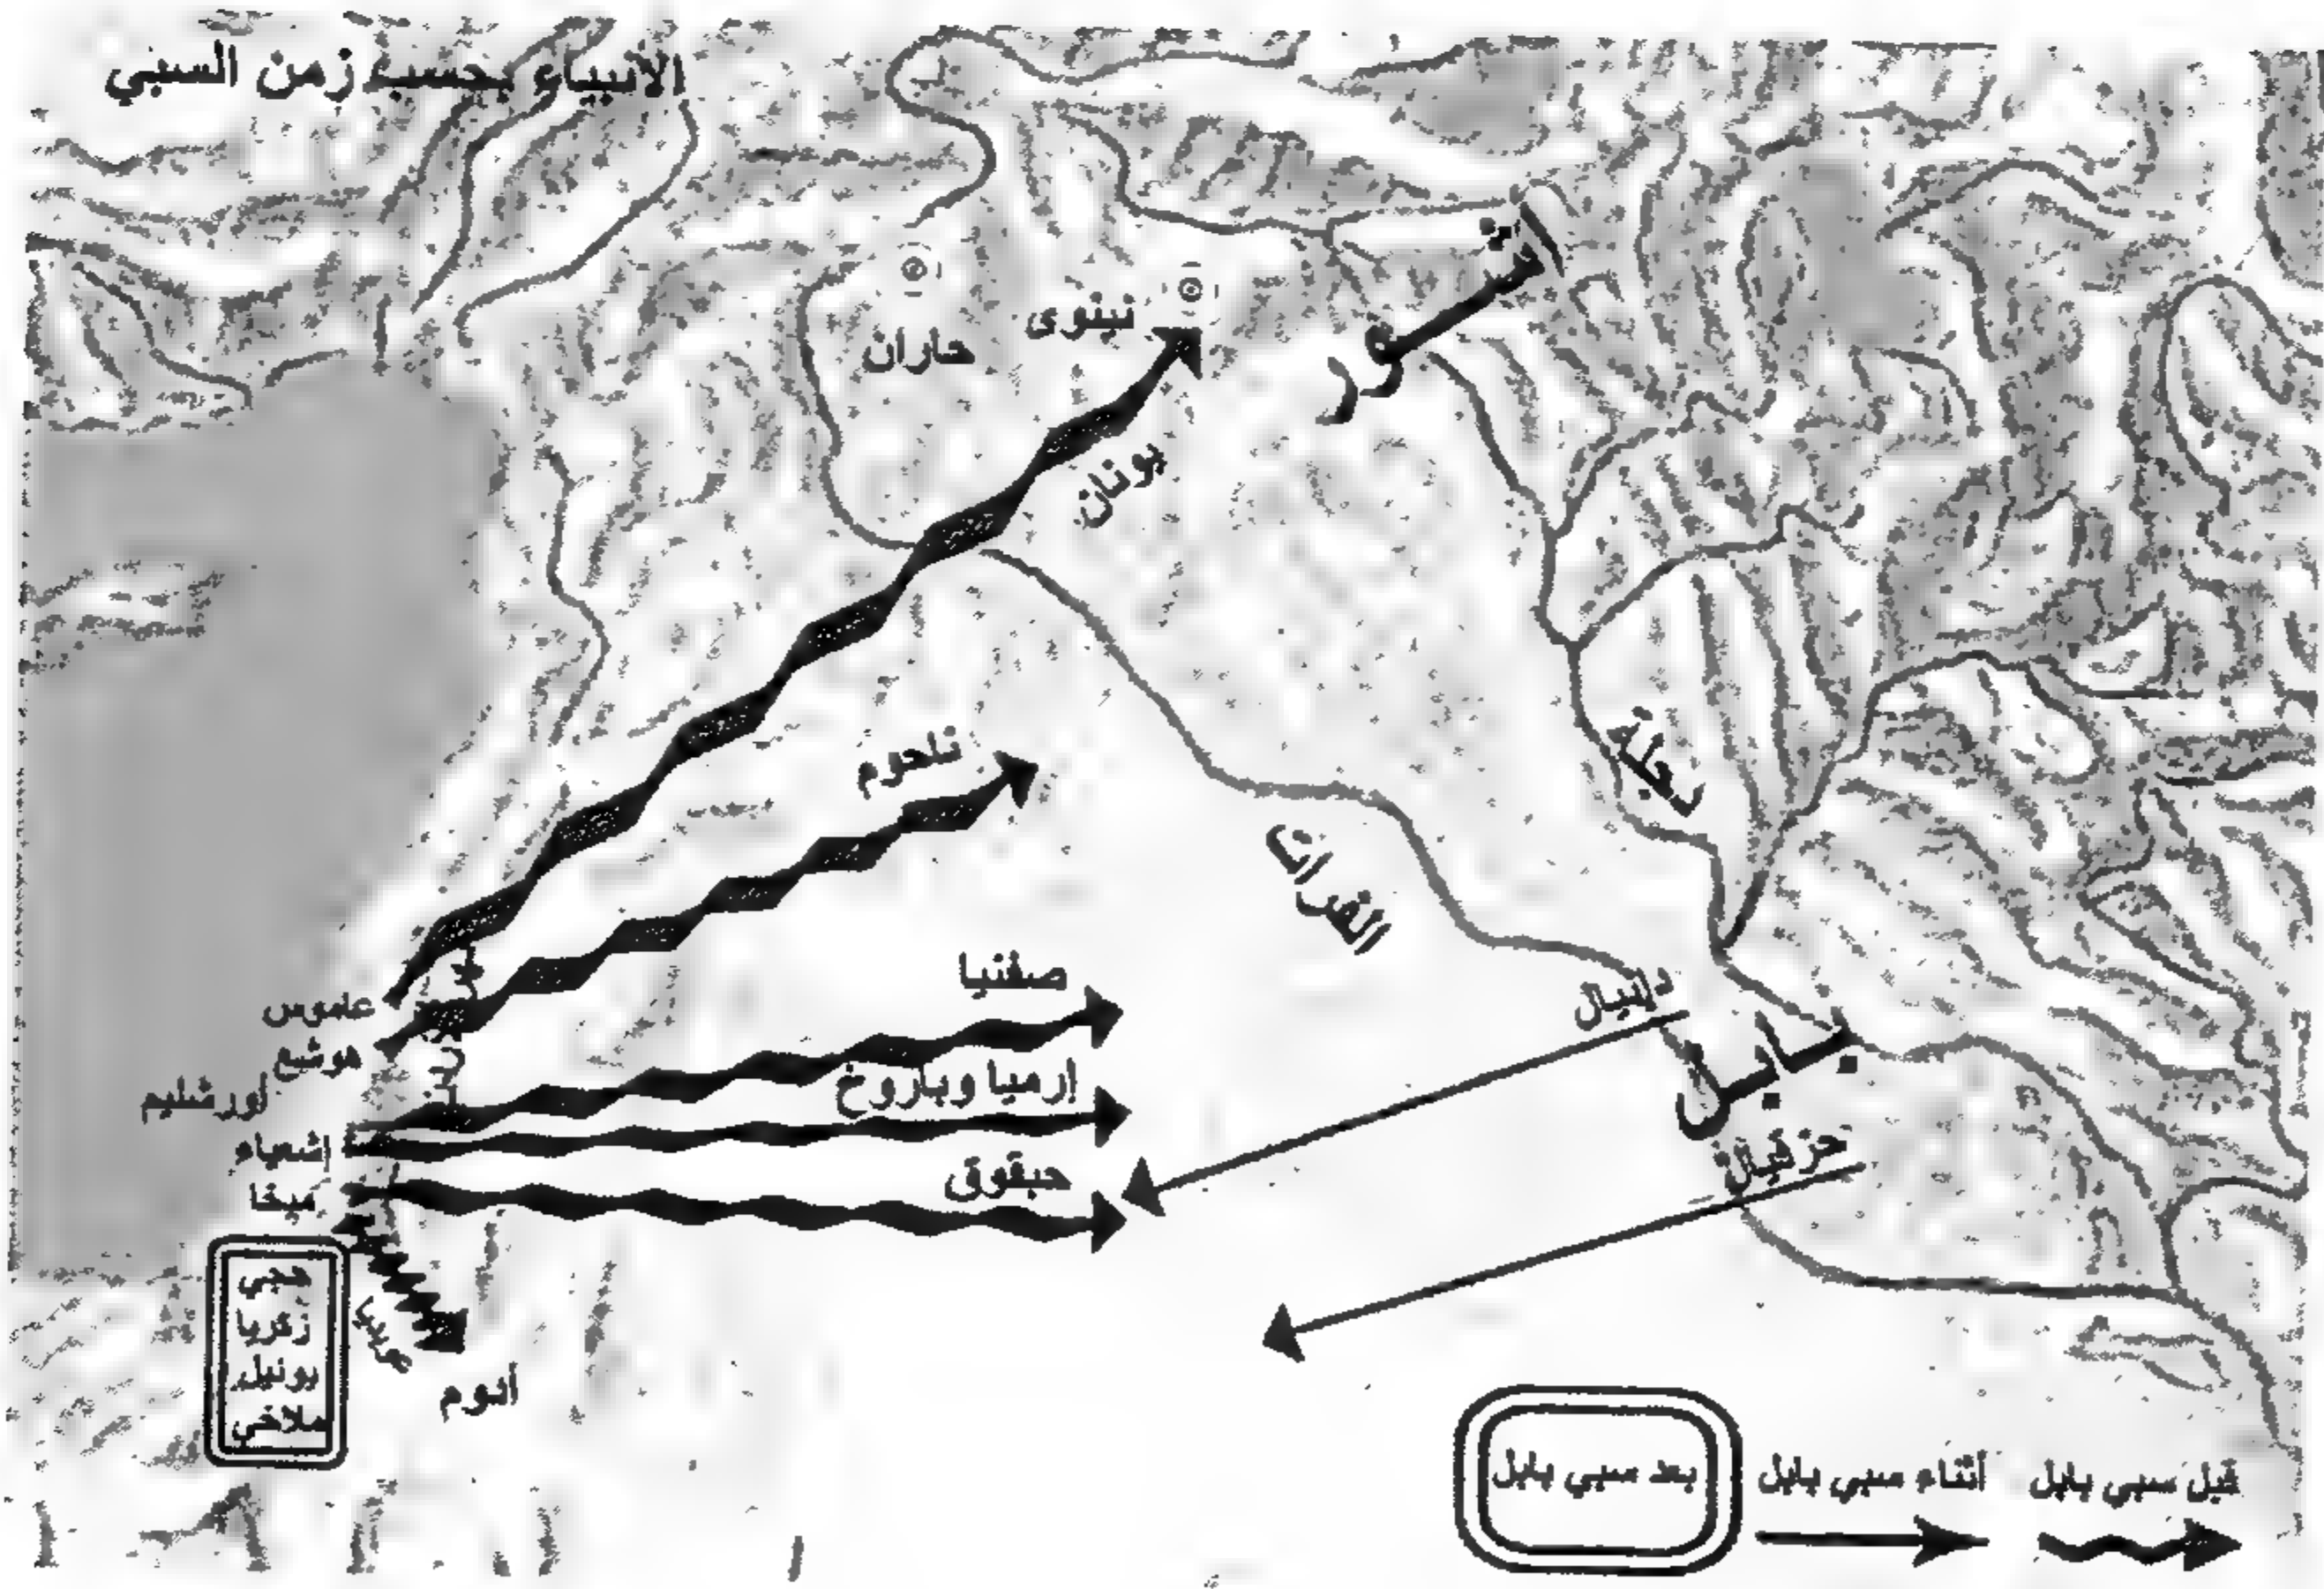 الأنبياء بحسب زمن السبي
اشور
نينوى
حاران
يونان
دجلة
ناحوم
الفرات
صفنيا
عاموس
دانيال
هوشع
بابل
إرميا وباروخ
أورشليم
إشعياء
حزقيال
حبقوق
ميخا
حجي
زكريا
يوئيل
ملاخي
عوبديا
أدوم
قبل سبي بابل
أثناء سبي بابل
بعد سبي بابل